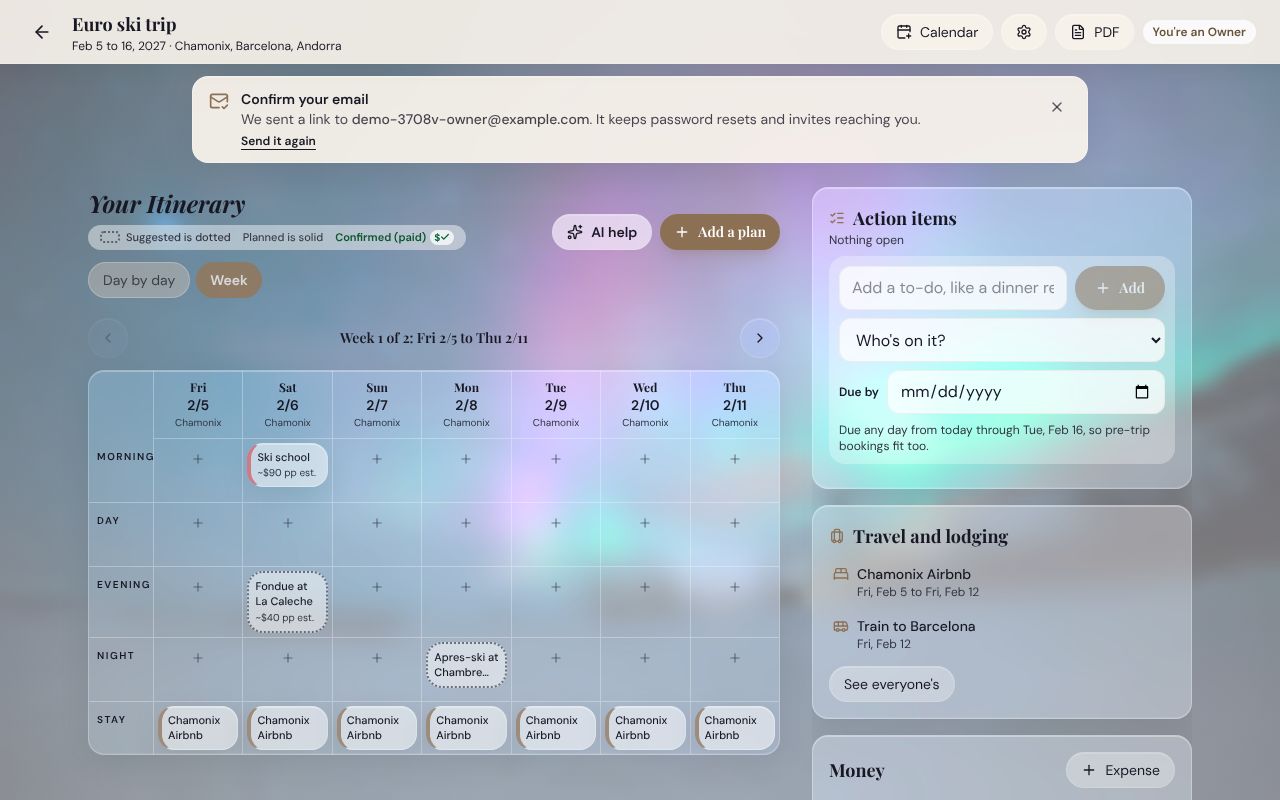 Euro ski trip
Feb 5 to 16, 2027 · Chamonix, Barcelona, Andorra
Calendar
PDF
You're an Owner
Confirm your email
We sent a link to demo-3708v-owner@example.com. It keeps password resets and invites reaching you.
Send it again
Your Itinerary
Suggested is dotted Planned is solid Confirmed (paid) $✓
AI help
+ Add a plan
Day by day
Week
Week 1 of 2: Fri 2/5 to Thu 2/11
Fri Sat Sun Mon Tue Wed Thu
2/5 2/6 2/7 2/8 2/9 2/10 2/11
Chamonix Chamonix Chamonix Chamonix Chamonix Chamonix Chamonix
MORNING
+ Ski school + + + + +
~$90 pp est.
DAY
+ + + + + + +
EVENING
+ Fondue at + + + + +
La Caleche
~$40 pp est.
NIGHT
+ + + Apres-ski at + + +
Chambre…
STAY
Chamonix Chamonix Chamonix Chamonix Chamonix Chamonix Chamonix
Airbnb Airbnb Airbnb Airbnb Airbnb Airbnb Airbnb
Action items
Nothing open
Add a to-do, like a dinner re
+ Add
Who's on it?
Due by mm/dd/yyyy
Due any day from today through Tue, Feb 16, so pre-trip
bookings fit too.
Travel and lodging
Chamonix Airbnb
Fri, Feb 5 to Fri, Feb 12
Train to Barcelona
Fri, Feb 12
See everyone's
Money
+ Expense